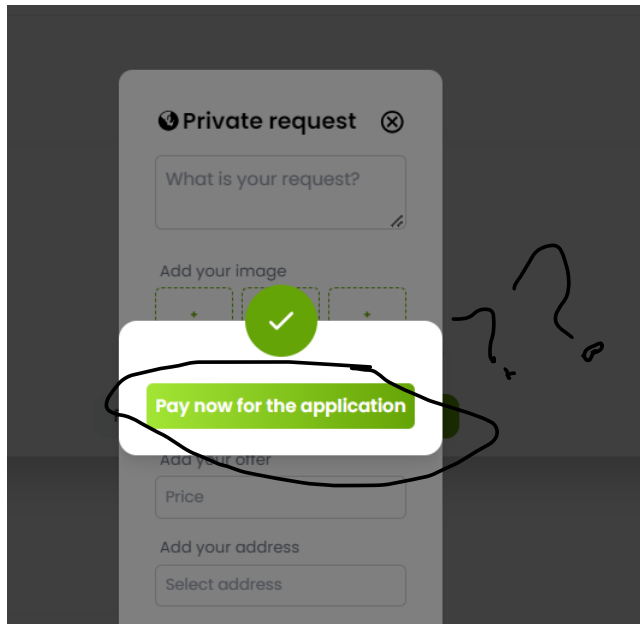 Private request
What is your request?
Add your image
+ +
Pay now for the application
Add your offer
Price
Add your address
Select address
? ?